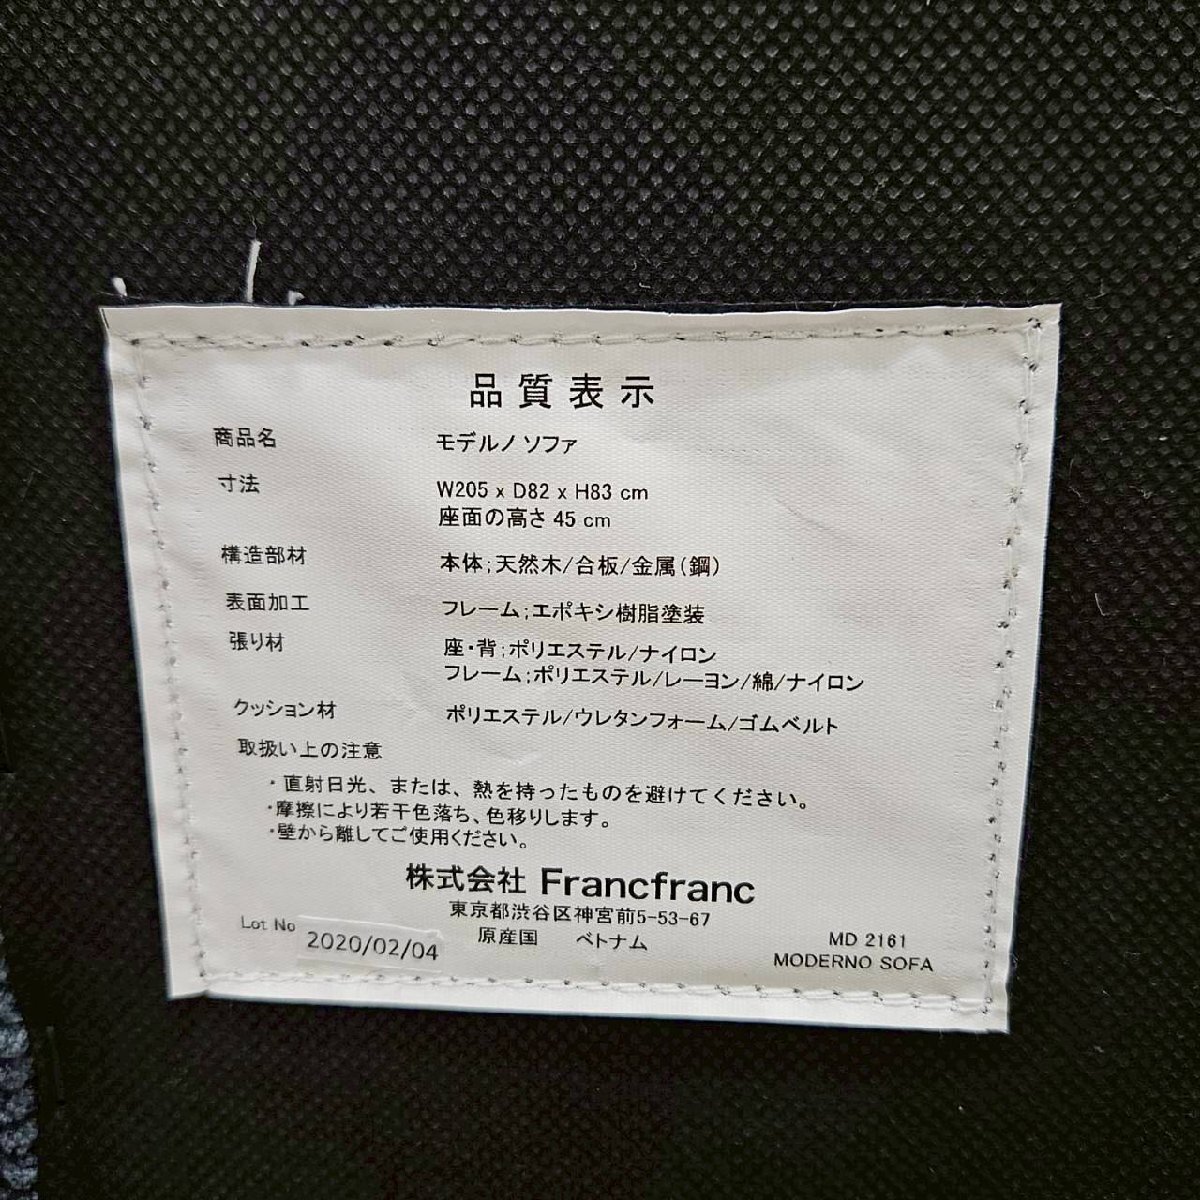 品質表示
商品名 モデルノソファ
寸法 W205 x D82 x H83 cm
座面の高さ 45 cm
構造部材 本体;天然木/合板/金属(鋼)
表面加工 フレーム;エポキシ樹脂塗装
張り材 座・背;ポリエステル/ナイロン
フレーム;ポリエステル/レーヨン/綿/ナイロン
クッション材 ポリエステル/ウレタンフォーム/ゴムベルト
取扱い上の注意
・直射日光、または、熱を持ったものを避けてください。
・摩擦により若干色落ち、色移りします。
・壁から離してご使用ください。
株式会社 Francfranc
東京都渋谷区神宮前5-53-67
Lot No 2020/02/04 原産国 ベトナム MD 2161
MODERNO SOFA